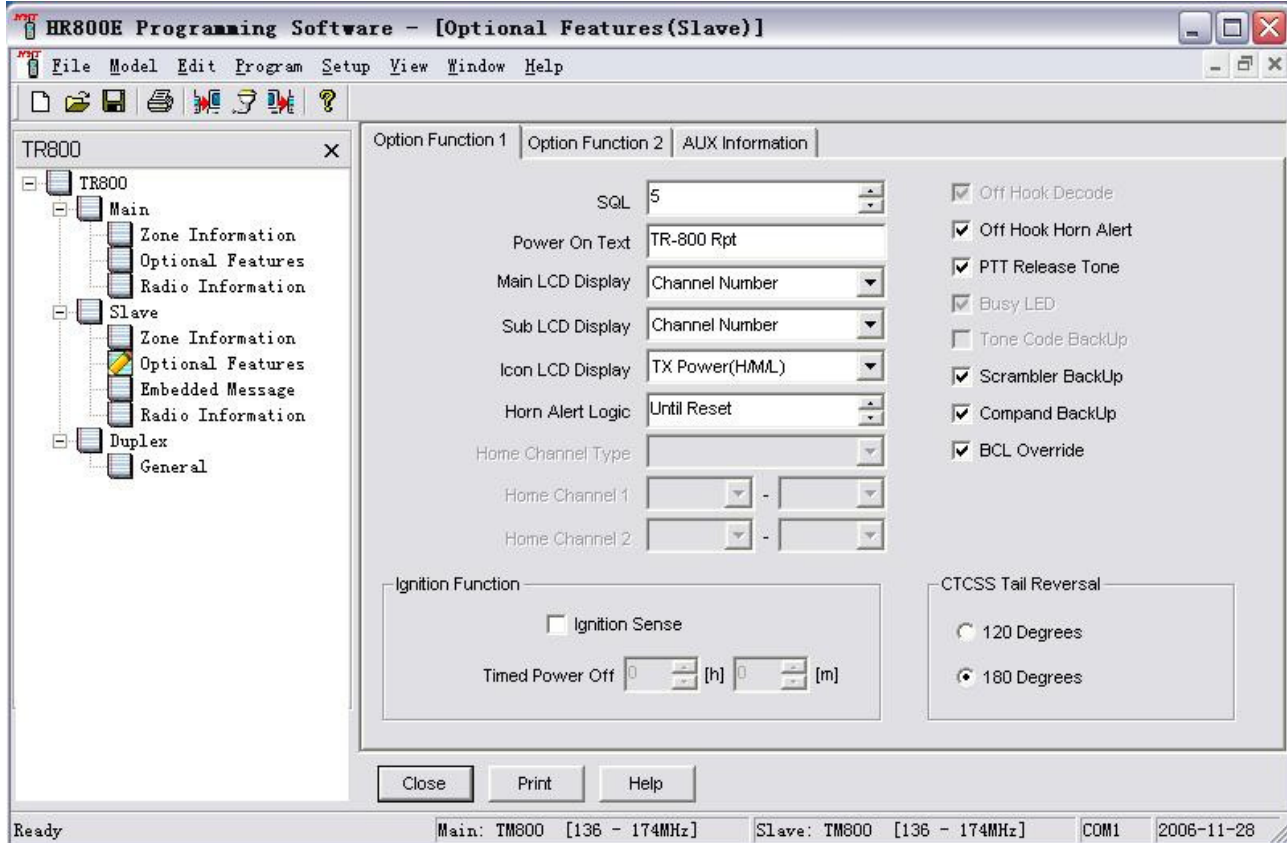 HR800E Programming Software - [Optional Features(Slave)]
File Model Edit Program Setup View Window Help
TR800
TR800
Main
Zone Information
Optional Features
Radio Information
Slave
Zone Information
Optional Features
Embedded Message
Radio Information
Duplex
General
Option Function 1 Option Function 2 AUX Information
SQL 5
Power On Text TR-800 Rpt
Main LCD Display Channel Number
Sub LCD Display Channel Number
Icon LCD Display TX Power(H/M/L)
Horn Alert Logic Until Reset
Home Channel Type
Home Channel 1 -
Home Channel 2 -
Off Hook Decode
Off Hook Horn Alert
PTT Release Tone
Busy LED
Tone Code BackUp
Scrambler BackUp
Compand BackUp
BCL Override
Ignition Function
Ignition Sense
Timed Power Off 0 [h] 0 [m]
CTCSS Tail Reversal
120 Degrees
180 Degrees
Close Print Help
Ready Main: TM800 [136 - 174MHz] Slave: TM800 [136 - 174MHz] COM1 2006-11-28